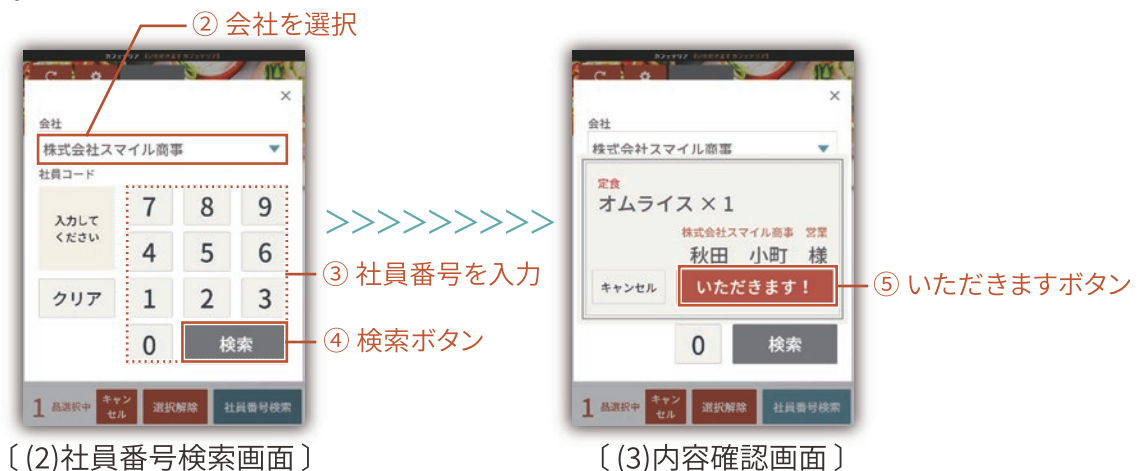 ② 会社を選択
会社
株式会社スマイル商事
社員コード
入力して
ください
7 8 9
4 5 6
クリア
1 2 3
0
検索
1 品選択中
キャン
セル
選択解除
社員番号検索
③ 社員番号を入力
④ 検索ボタン
〔 (2)社員番号検索画面 〕
会社
株式会社スマイル商事
定食
オムライス × 1
株式会社スマイル商事 営業
秋田 小町 様
キャンセル
いただきます！
0
検索
1 品選択中
キャン
セル
選択解除
社員番号検索
⑤ いただきますボタン
〔 (3)内容確認画面 〕